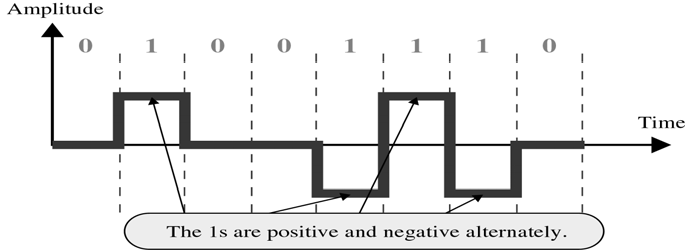 Amplitude
0 1 0 0 1 1 1 0
Time
The 1s are positive and negative alternately.